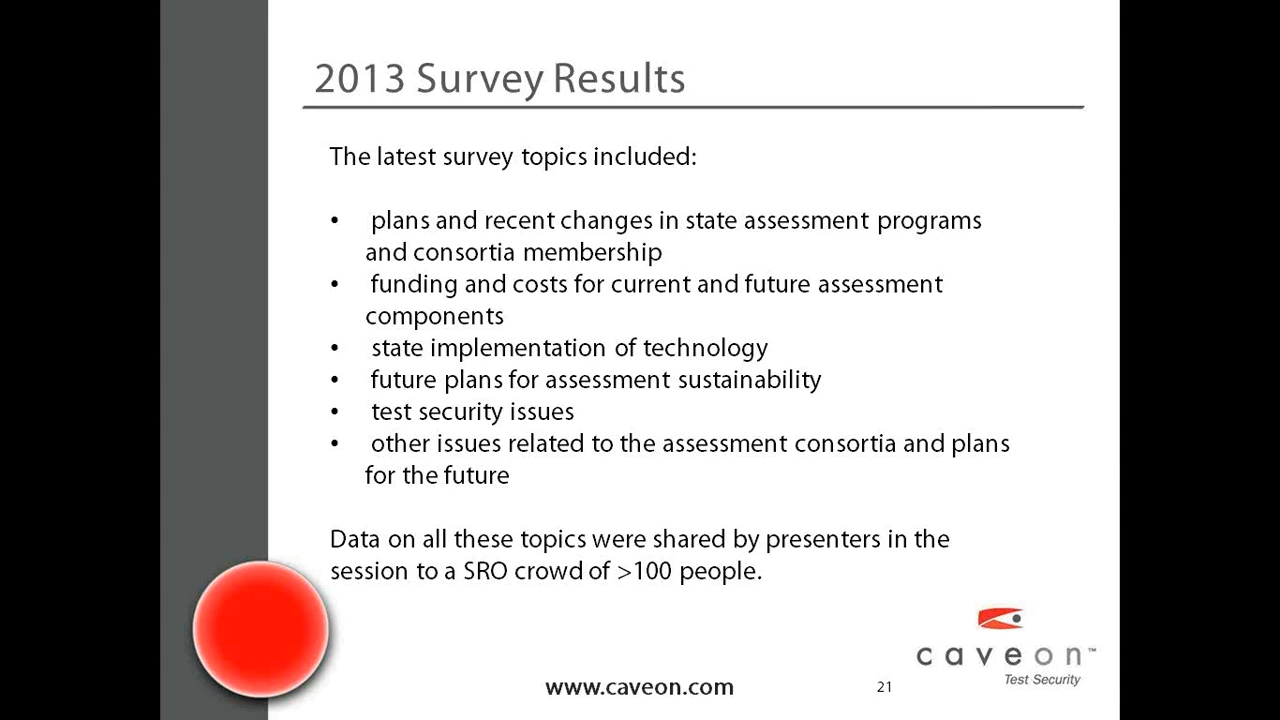 2013 Survey Results
The latest survey topics included:
• plans and recent changes in state assessment programs
and consortia membership
• funding and costs for current and future assessment
components
• state implementation of technology
• future plans for assessment sustainability
• test security issues
• other issues related to the assessment consortia and plans
for the future
Data on all these topics were shared by presenters in the
session to a SRO crowd of >100 people.
caveon™
Test Security
www.caveon.com
21